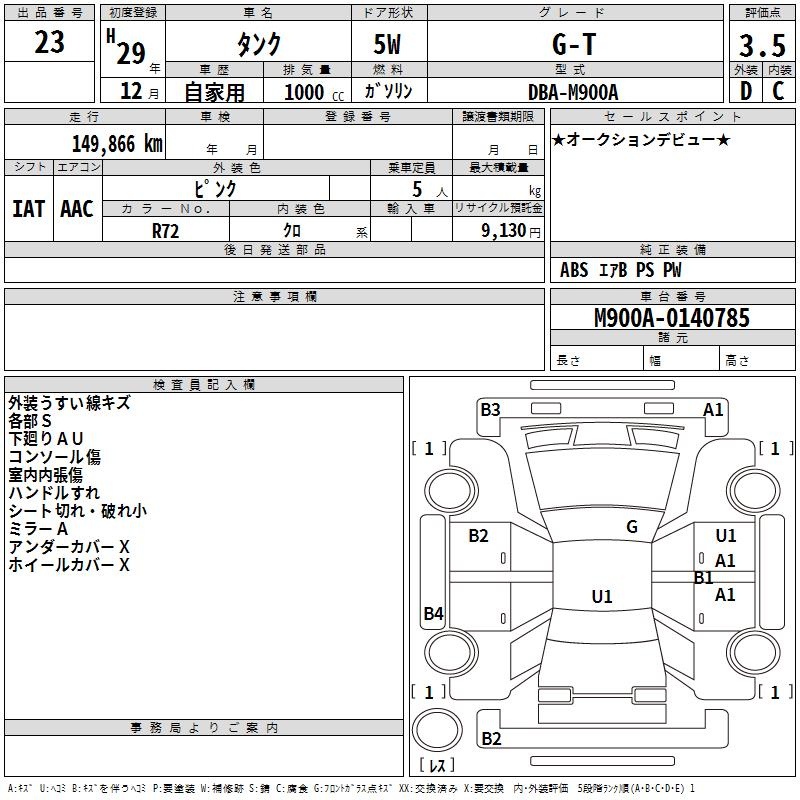 出品番号 初度登録 車名 ドア形状 グレード 評価点
23 H 29 年 タンク 5W G-T 3.5
車歴 排気量 燃料 型式 外装 内装
12 月 自家用 1000 CC ガソリン DBA-M900A D C
走行 車検 登録番号 譲渡書類期限 セールスポイント
149,866 km 年 月 月 日 ★オークションデビュー★
シフト エアコン 外装色 乗車定員 最大積載量
IAT AAC ピンク 5 人 kg
カラーNo. 内装色 輸入車 リサイクル預託金
R72 クロ 系 9,130 円
後日発送部品 純正装備
ABS エアB PS PW
注意事項欄 車台番号
M900A-0140785
諸元
長さ 幅 高さ
検査員記入欄
外装うすい線キズ
各部S
下廻りAU
コンソール傷
室内内張傷
ハンドルすれ
シート切れ・破れ小
ミラーA
アンダーカバーX
ホイールカバーX
事務局よりご案内
B3 A1
[ 1 ] [ 1 ]
G
B2 U1
A1
B1
U1 A1
B4
[ 1 ] [ 1 ]
B2
[ レス ]
A:キズ U:ヘコミ B:キズを伴うヘコミ P:要塗装 W:補修跡 S:錆 C:腐食 G:フロントガラス点キズ XX:交換済み X:要交換 内・外装評価 5段階ランク順(A・B・C・D・E) 1